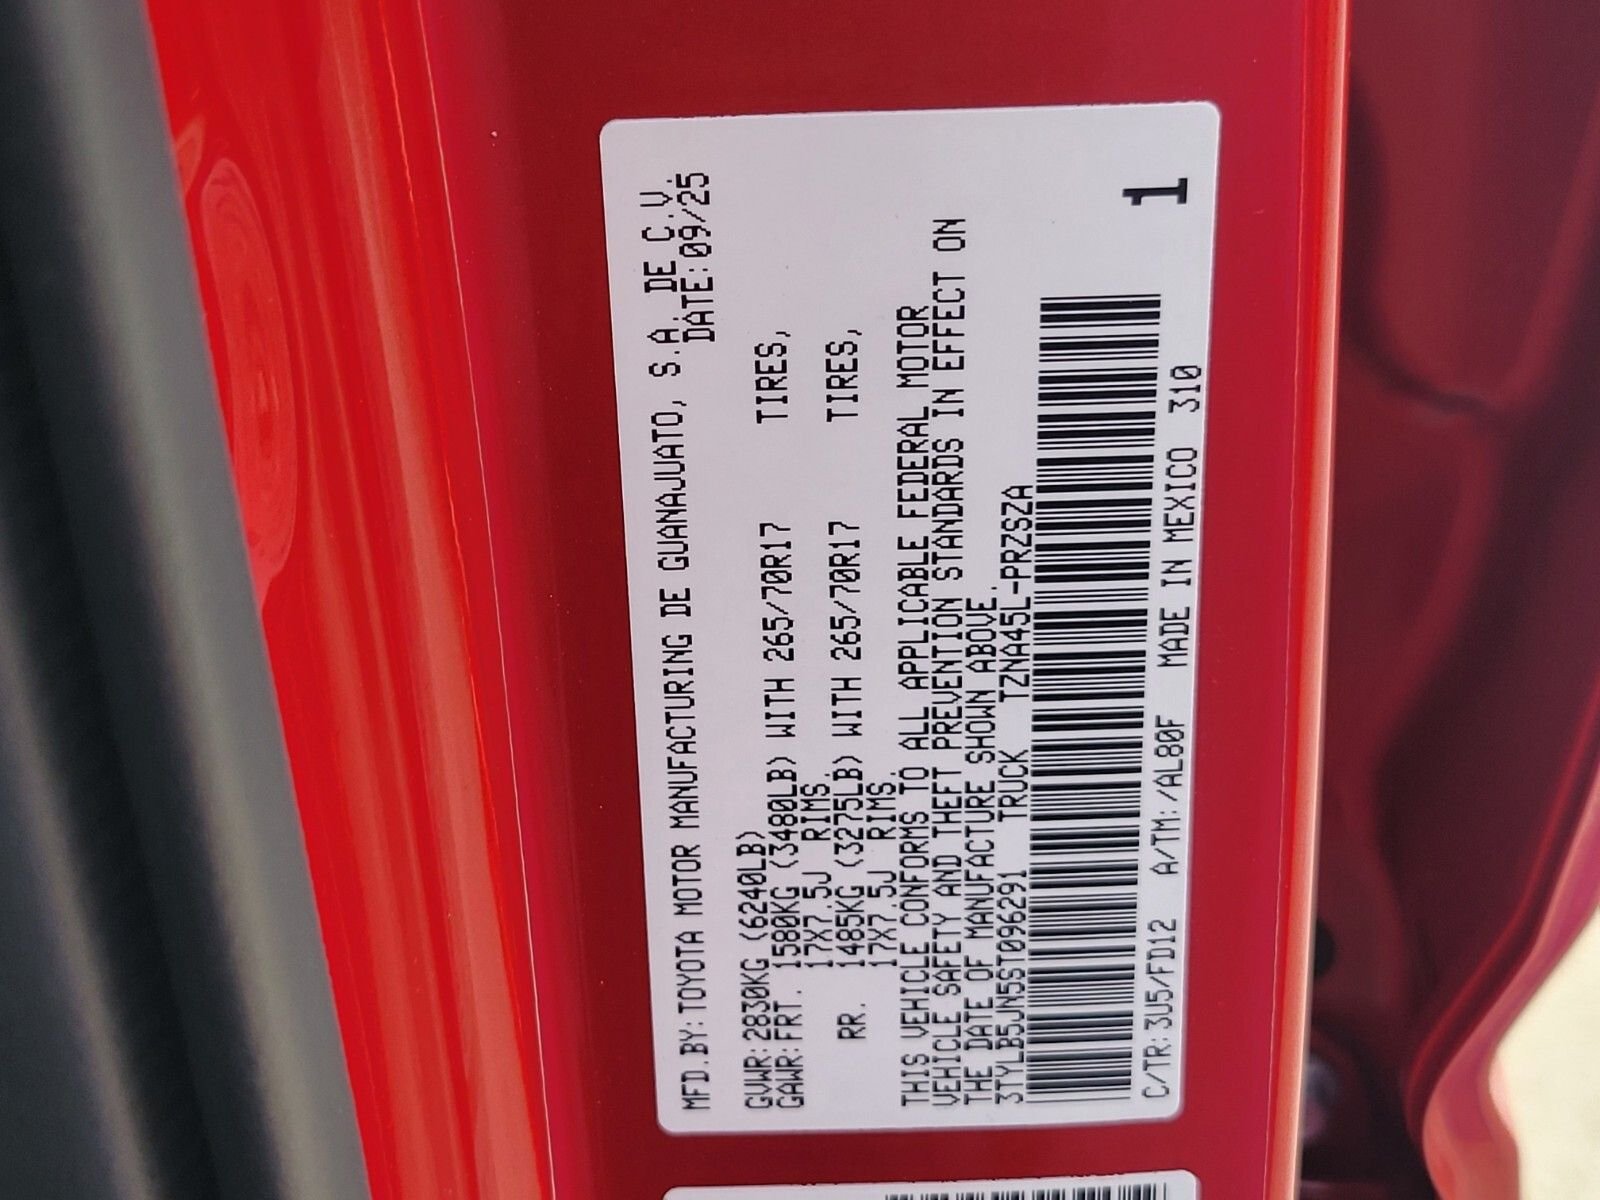 MFD.BY:TOYOTA MOTOR MANUFACTURING DE GUANAJUATO, S.A. DE C.V.
DATE:09/25
GVWR:2830KG (6240LB)
GAWR:FRT. 1580KG (3480LB) WITH 265/70R17 TIRES,
17X7.5J RIMS.
RR. 1485KG (3275LB) WITH 265/70R17 TIRES,
17X7.5J RIMS.
THIS VEHICLE CONFORMS TO ALL APPLICABLE FEDERAL MOTOR
VEHICLE SAFETY AND THEFT PREVENTION STANDARDS IN EFFECT ON
THE DATE OF MANUFACTURE SHOWN ABOVE.
3TYLB5JN5ST096291 TRUCK TZNA45L-PRZSZA
C/TR:3U5/FD12 A/TM:/AL80F MADE IN MEXICO 310
1